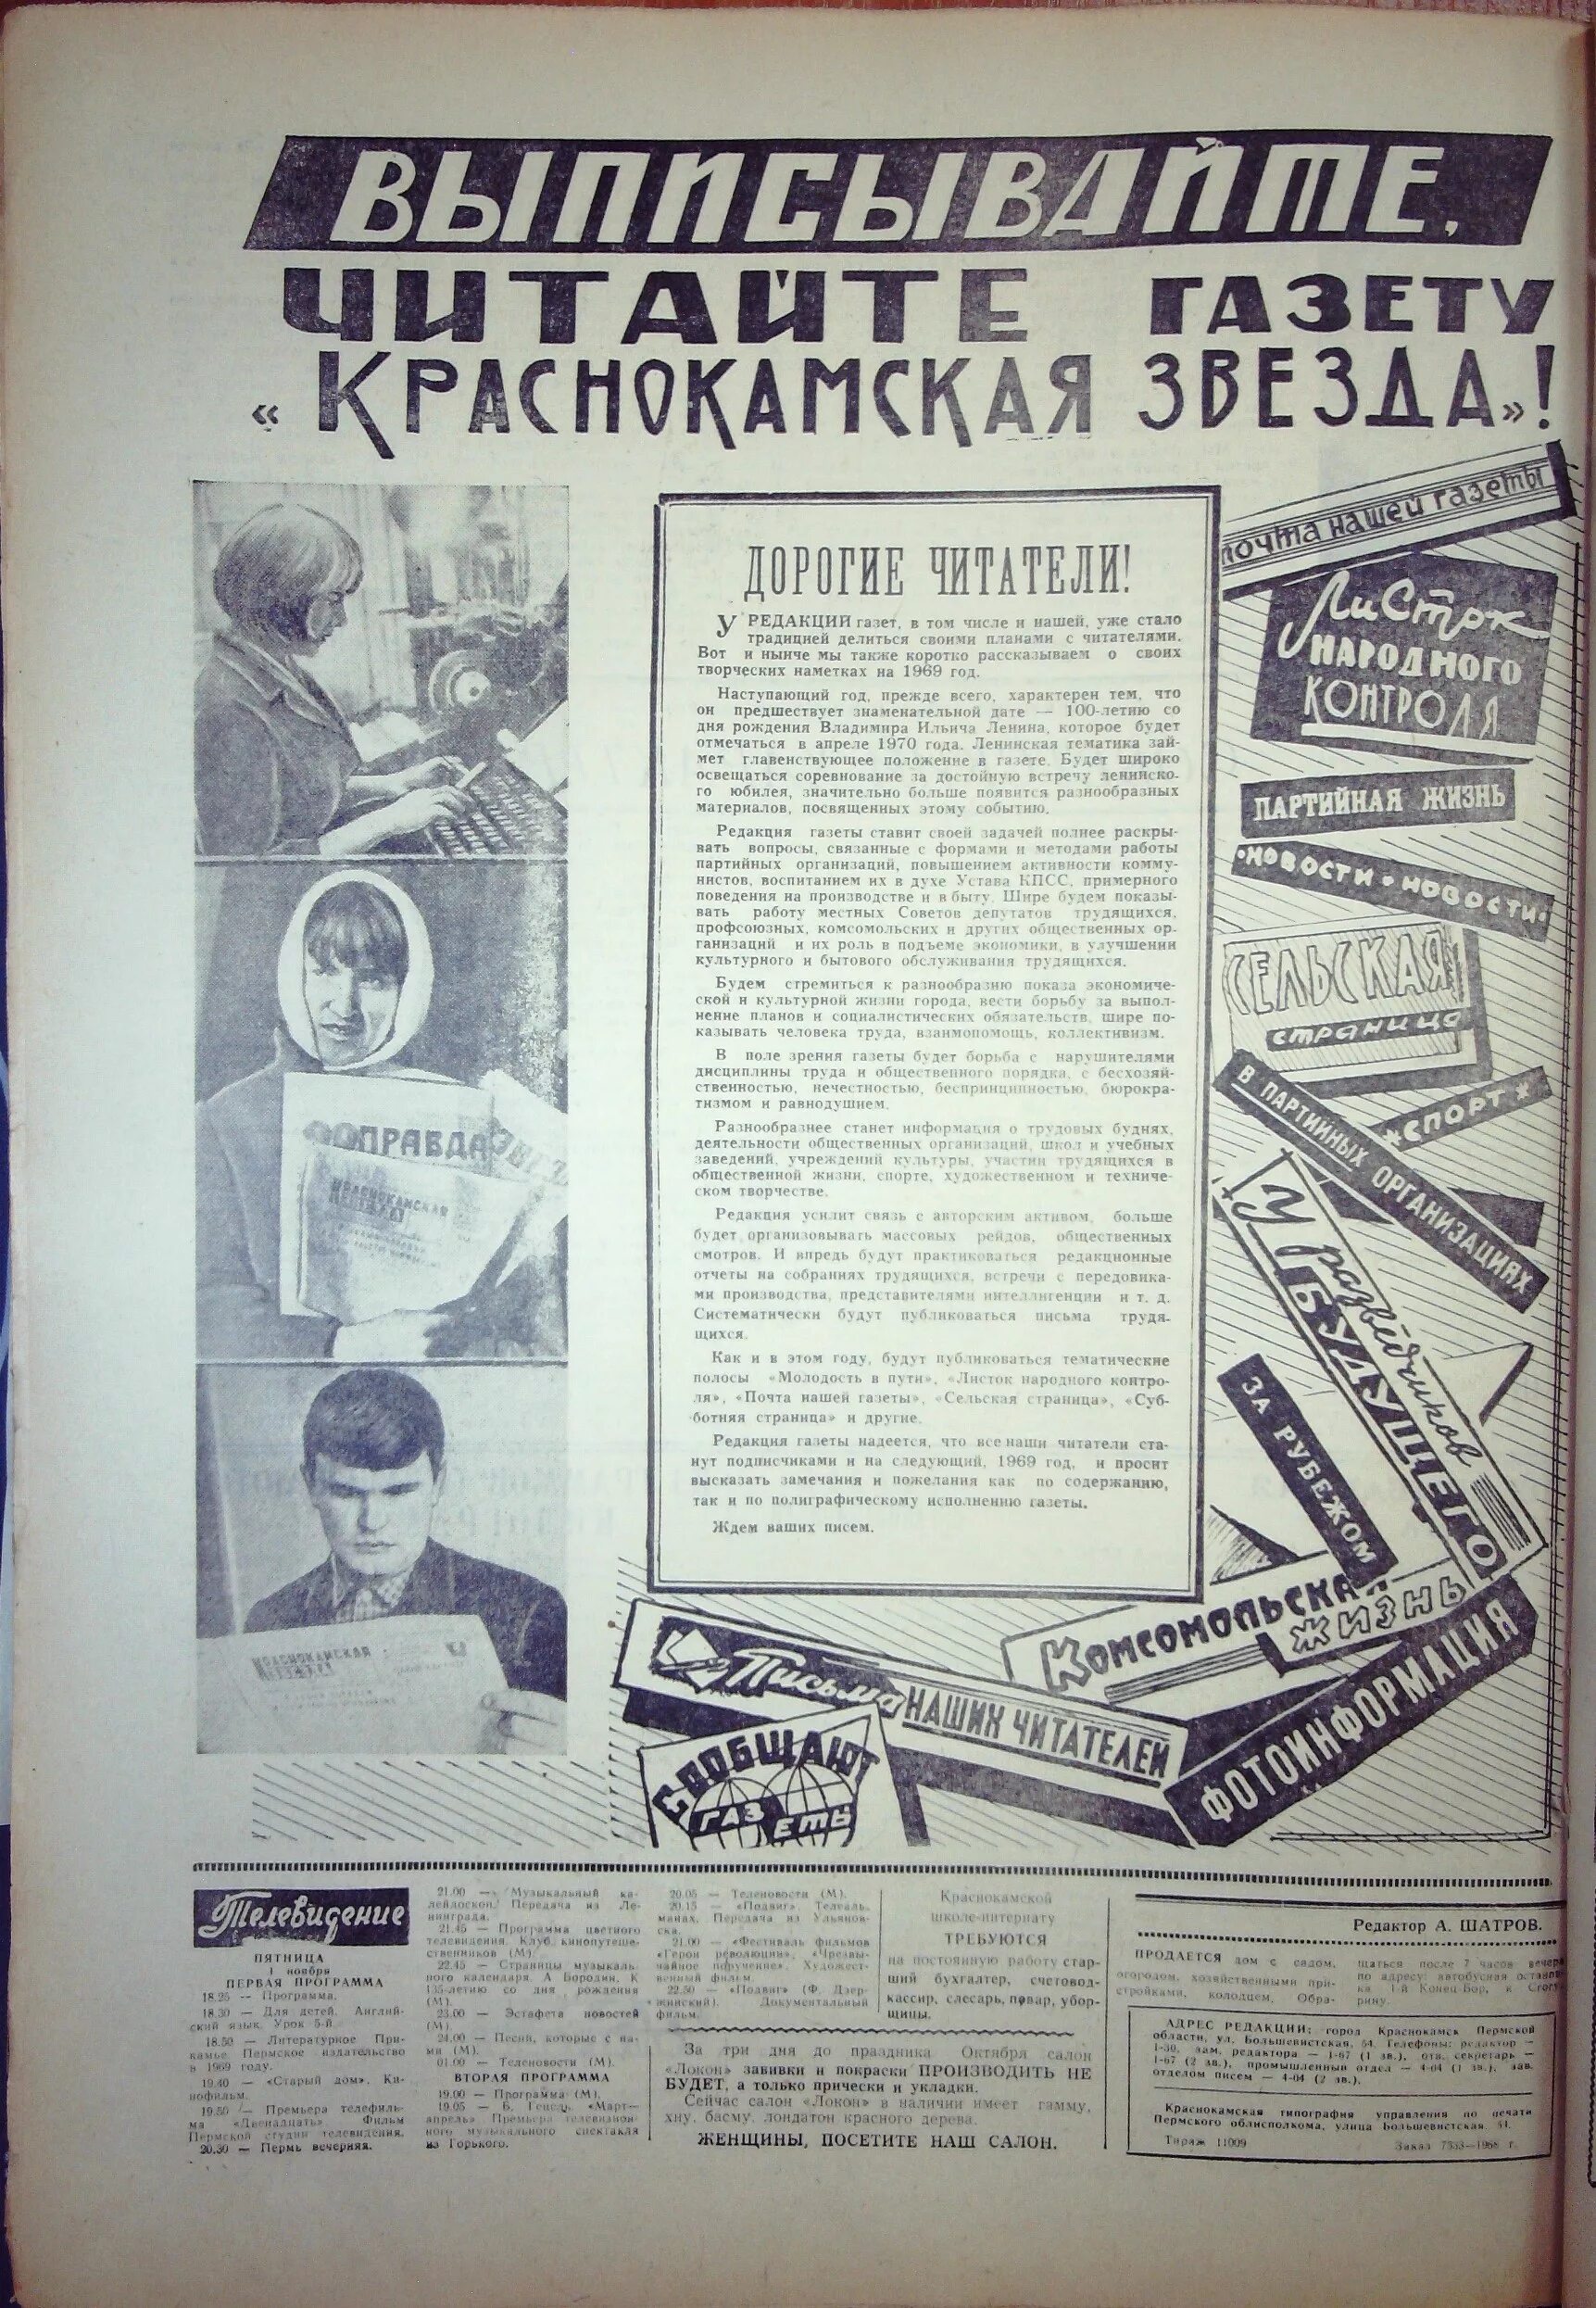 ВЫПИСЫВАЙТЕ,
ЧИТАЙТЕ ГАЗЕТУ
«КРАСНОКАМСКАЯ ЗВЕЗДА»!
ПРАВДА
КРАСНОКАМСКАЯ
ЗВЕЗДА
КРАСНОКАМСКАЯ
ЗВЕЗДА
ДОРОГИЕ ЧИТАТЕЛИ!
У РЕДАКЦИЙ газет, в том числе и нашей, уже стало
традицией делиться своими планами с читателями.
Вот и нынче мы также коротко рассказываем о своих
творческих наметках на 1969 год.
Наступающий год, прежде всего, характерен тем, что
он предшествует знаменательной дате — 100-летию со
дня рождения Владимира Ильича Ленина, которое будет
отмечаться в апреле 1970 года. Ленинская тематика зай-
мет главенствующее положение в газете. Будет широко
освещаться соревнование за достойную встречу ленинско-
го юбилея, значительно больше появится разнообразных
материалов, посвященных этому событию.
Редакция газеты ставит своей задачей полнее раскры-
вать вопросы, связанные с формами и методами работы
партийных организаций, повышением активности комму-
нистов, воспитанием их в духе Устава КПСС, примерного
поведения на производстве и в быту. Шире будем показы-
вать работу местных Советов депутатов трудящихся,
профсоюзных, комсомольских и других общественных ор-
ганизаций и их роль в подъеме экономики, в улучшении
культурного и бытового обслуживания трудящихся.
Будем стремиться к разнообразию показа экономиче-
ской и культурной жизни города, вести борьбу за выпол-
нение планов и социалистических обязательств, шире по-
казывать человека труда, взаимопомощь, коллективизм.
В поле зрения газеты будет борьба с нарушителями
дисциплины труда и общественного порядка, с бесхозяй-
ственностью, нечестностью, беспринципностью, бюрокра-
тизмом и равнодушием.
Разнообразнее станет информация о трудовых буднях,
деятельности общественных организаций, школ и учебных
заведений, учреждений культуры, участии трудящихся в
общественной жизни, спорте, художественном и техниче-
ском творчестве.
Редакция усилит связь с авторским активом, больше
будет организовывать массовых рейдов, общественных
смотров. И впредь будут практиковаться редакционные
отчеты на собраниях трудящихся, встречи с передовика-
ми производства, представителями интеллигенции и т. д.
Систематически будут публиковаться письма трудя-
щихся.
Как и в этом году, будут публиковаться тематические
полосы «Молодость в пути», «Листок народного контро-
ля», «Почта нашей газеты», «Сельская страница», «Суб-
ботняя страница» и другие.
Редакция газеты надеется, что все наши читатели ста-
нут подписчиками и на следующий, 1969 год, и просит
высказать замечания и пожелания как по содержанию,
так и по полиграфическому исполнению газеты.
Ждем ваших писем.
почта нашей газеты
Листок
НАРОДНОГО
КОНТРОЛЯ
ПАРТИЙНАЯ ЖИЗНЬ
•НОВОСТИ•НОВОСТИ•
СЕЛЬСКАЯ
страница
*СПОРТ*
В ПАРТИЙНЫХ ОРГАНИЗАЦИЯХ
У разведчиков
БУДУЩЕГО
ЗА РУБЕЖОМ
КОМСОМОЛЬСКАЯ
ЖИЗНЬ
ФОТОИНФОРМАЦИЯ
Письма
НАШИХ ЧИТАТЕЛЕЙ
СООБЩАЮТ
ГАЗЕТЫ
Телевидение
ПЯТНИЦА
1 ноября
ПЕРВАЯ ПРОГРАММА
18.25 — Программа.
18.30 — Для детей. Англий-
ский язык. Урок 5-й.
18.50 — Литературное При-
камье. Пермское издательство
в 1969 году.
19.40 — «Старый дом». Ки-
нофильм.
19.50 — Премьера телефиль-
ма «Двенадцать». Фильм
Пермской студии телевидения.
20.30 — Пермь вечерняя.
21.00 — Музыкальный ка-
лейдоскоп. Передача из Ле-
нинграда.
21.45 — Программа цветного
телевидения. Клуб кинопутеше-
ственников (М).
22.45 — Страницы музыкаль-
ного календаря. А Бородин. К
135-летию со дня рождения
(М).
23.00 — Эстафета новостей
(М).
24.00 — Песни, которые с на-
ми (М).
01.00 — Теленовости (М).
ВТОРАЯ ПРОГРАММА
19.00 — Программа (М).
19.05 — «Март—
апрель» Премьера телевизион-
ного музыкального спектакля
из Горького.
20.05 — Теленовости (М).
20.15 — «Подвиг». Телеаль-
манах. Передача из Ульянов-
ска.
21.00 — «Фестиваль фильмов
«Герои революции». «Чрезвы-
чайное поручение». Художест-
венный фильм.
22.50 — «Подвиг» (Ф. Дзер-
жинский). Документальный
фильм.
Краснокамской
школе-интернату
ТРЕБУЮТСЯ
на постоянную работу стар-
ший бухгалтер, счетовод-
кассир, слесарь, повар, убор-
щицы.
За три дня до праздника Октября салон
«Локон» завивки и покраски ПРОИЗВОДИТЬ НЕ
БУДЕТ, а только прически и укладки.
Сейчас салон «Локон» в наличии имеет гамму,
хну, басму, лондатон красного дерева.
ЖЕНЩИНЫ, ПОСЕТИТЕ НАШ САЛОН.
Редактор А. ШАТРОВ.
ПРОДАЕТСЯ дом с садом,
огородом, хозяйственными при-
стройками, колодцем. Обра-
щаться после 7 часов вечера
по адресу: автобусная
ка 1-й Конец-Бор, к
рину.
АДРЕС РЕДАКЦИИ: город Краснокамск Пермской
области, ул. Большевистская, 54. Телефоны: редактор —
1-30, зам. редактора — 1-67 (1 зв.), отв. секретарь —
1-67 (2 зв.), промышленный отдел — 4-04 (1 зв.), зав.
отделом писем — 4-04 (2 зв.).
Краснокамская типография управления по печати
Пермского облисполкома, улица Большевистская
Тираж 11009
Заказ 7553—1968 г.